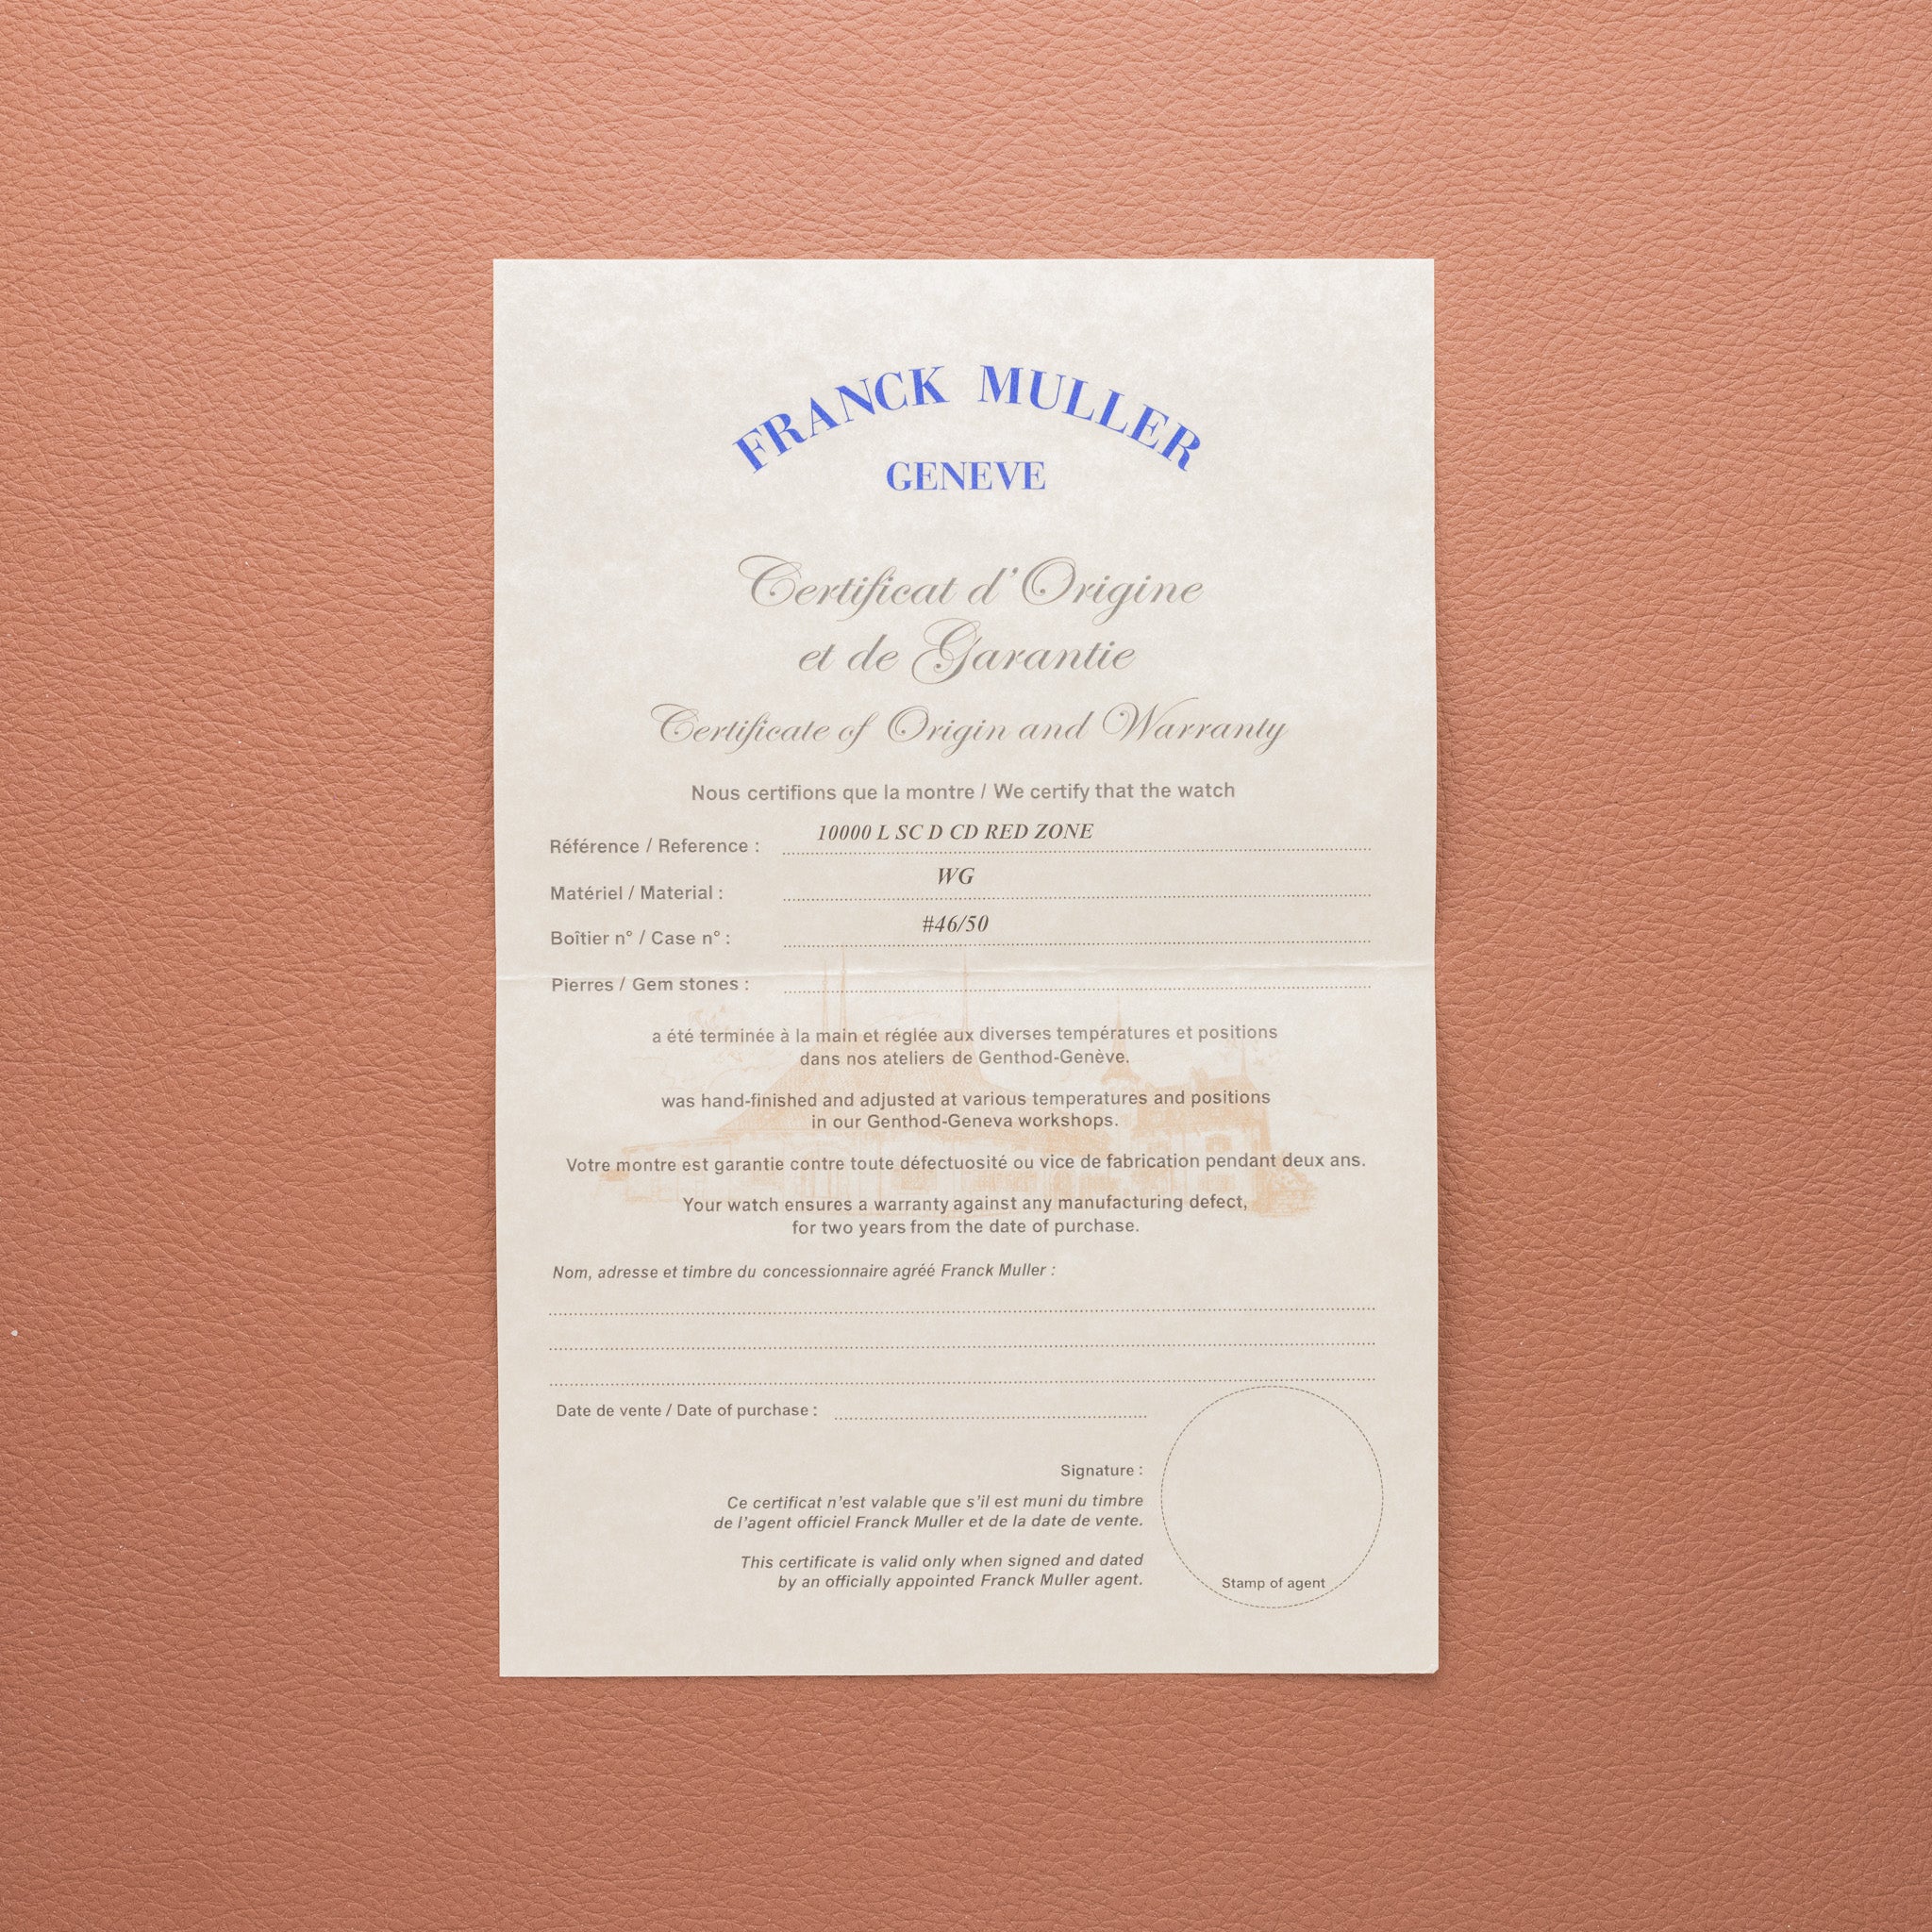 FRANCK MULLER
GENEVE
Certificat d'Origine
et de Garantie
Certificate of Origin and Warranty
Nous certifions que la montre / We certify that the watch
Référence / Reference : 10000 L SC D CD RED ZONE
Matériel / Material : WG
Boîtier n° / Case n° : #46/50
Pierres / Gem stones :
a été terminée à la main et réglée aux diverses températures et positions
dans nos ateliers de Genthod-Genève.
was hand-finished and adjusted at various temperatures and positions
in our Genthod-Geneva workshops.
Votre montre est garantie contre toute défectuosité ou vice de fabrication pendant deux ans.
Your watch ensures a warranty against any manufacturing defect,
for two years from the date of purchase.
Nom, adresse et timbre du concessionnaire agréé Franck Muller :
Date de vente / Date of purchase :
Signature :
Ce certificat n'est valable que s'il est muni du timbre
de l'agent officiel Franck Muller et de la date de vente.
This certificate is valid only when signed and dated
by an officially appointed Franck Muller agent.
Stamp of agent